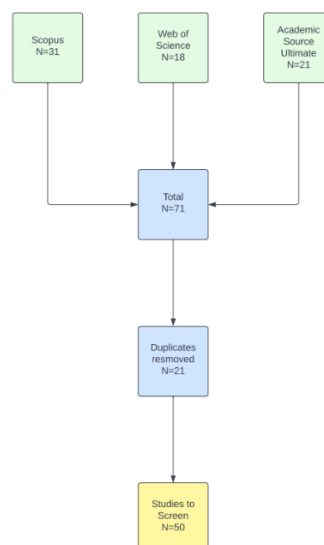 Scopus
N=31
Web of
Science
N=18
Academic
Source
Ultimate
N=21
Total
N=71
Duplicates
resmoved
N=21
Studies to
Screen
N=50